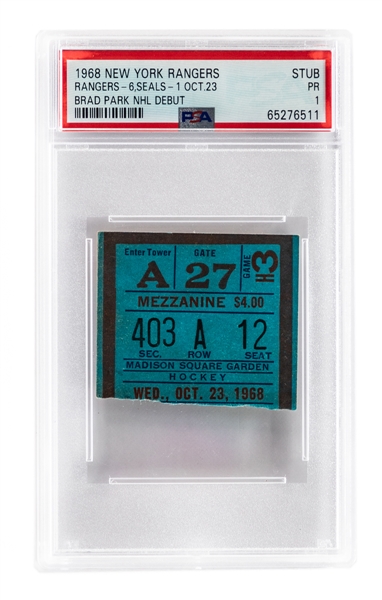 1968 NEW YORK RANGERS STUB
RANGERS - 6, SEALS - 1 OCT.23 PR
BRAD PARK NHL DEBUT 1
PSA 65276511
Enter Tower GATE GAME
A 27 H3
MEZZANINE $4.00
403 A 12
SEC. ROW SEAT
MADISON SQUARE GARDEN
HOCKEY
WED., OCT. 23, 1968